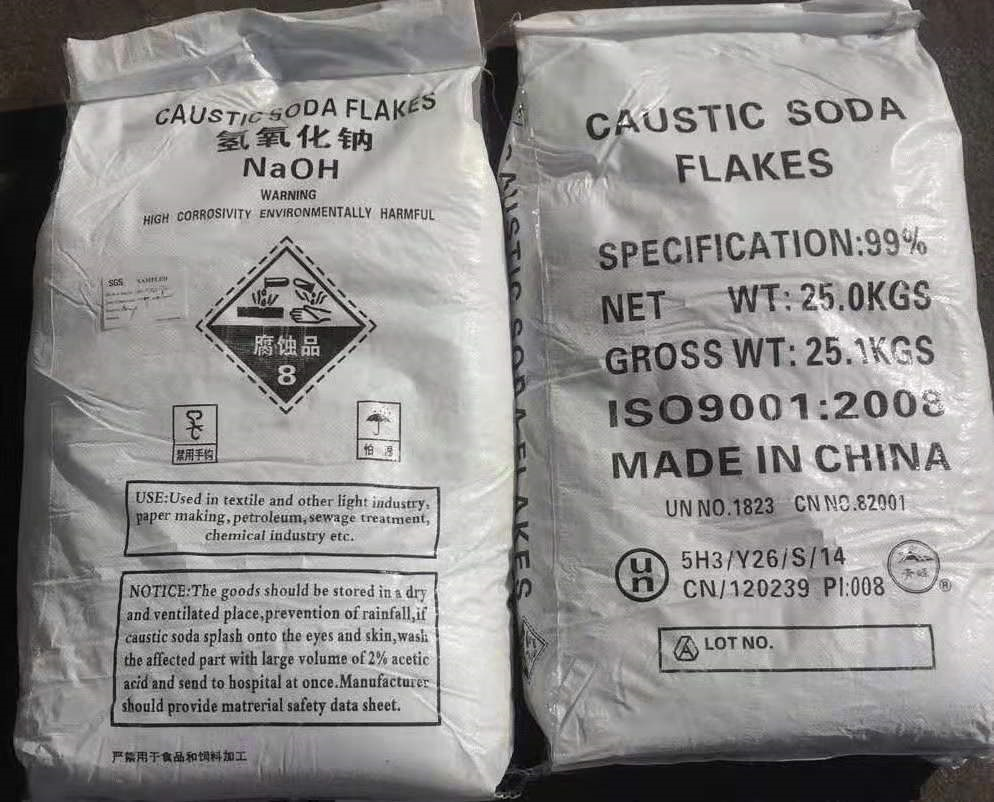 CAUSTIC SODA FLAKES
氢氧化钠
NaOH
WARNING
HIGH CORROSIVITY ENVIRONMENTALLY HARMFUL
SGS SAMPLED
腐蚀品
8
禁用手钩
怕湿
USE:Used in textile and other light industry,
paper making,petroleum,sewage treatment,
chemical industry etc.
NOTICE:The goods should be stored in a dry
and ventilated place,prevention of rainfall,if
caustic soda splash onto the eyes and skin,wash
the affected part with large volume of 2% acetic
acid and send to hospital at once.Manufacturer
should provide matrerial safety data sheet.
严禁用于食品和饲料加工
CAUSTIC SODA FLAKES
CAUSTIC SODA
FLAKES
SPECIFICATION:99%
NET WT: 25.0KGS
GROSS WT: 25.1KGS
ISO9001:2008
MADE IN CHINA
UN NO.1823 CN NO.82001
un
5H3/Y26/S/14
CN/120239 PI:008
®
LOT NO.